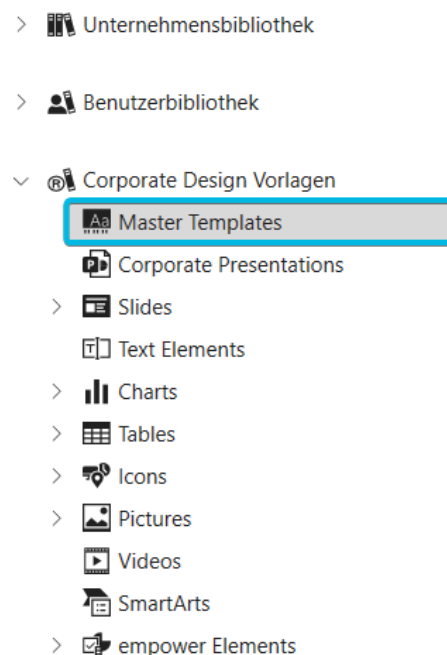 Unternehmensbibliothek
Benutzerbibliothek
Corporate Design Vorlagen
Master Templates
Corporate Presentations
Slides
Text Elements
Charts
Tables
Icons
Pictures
Videos
SmartArts
empower Elements